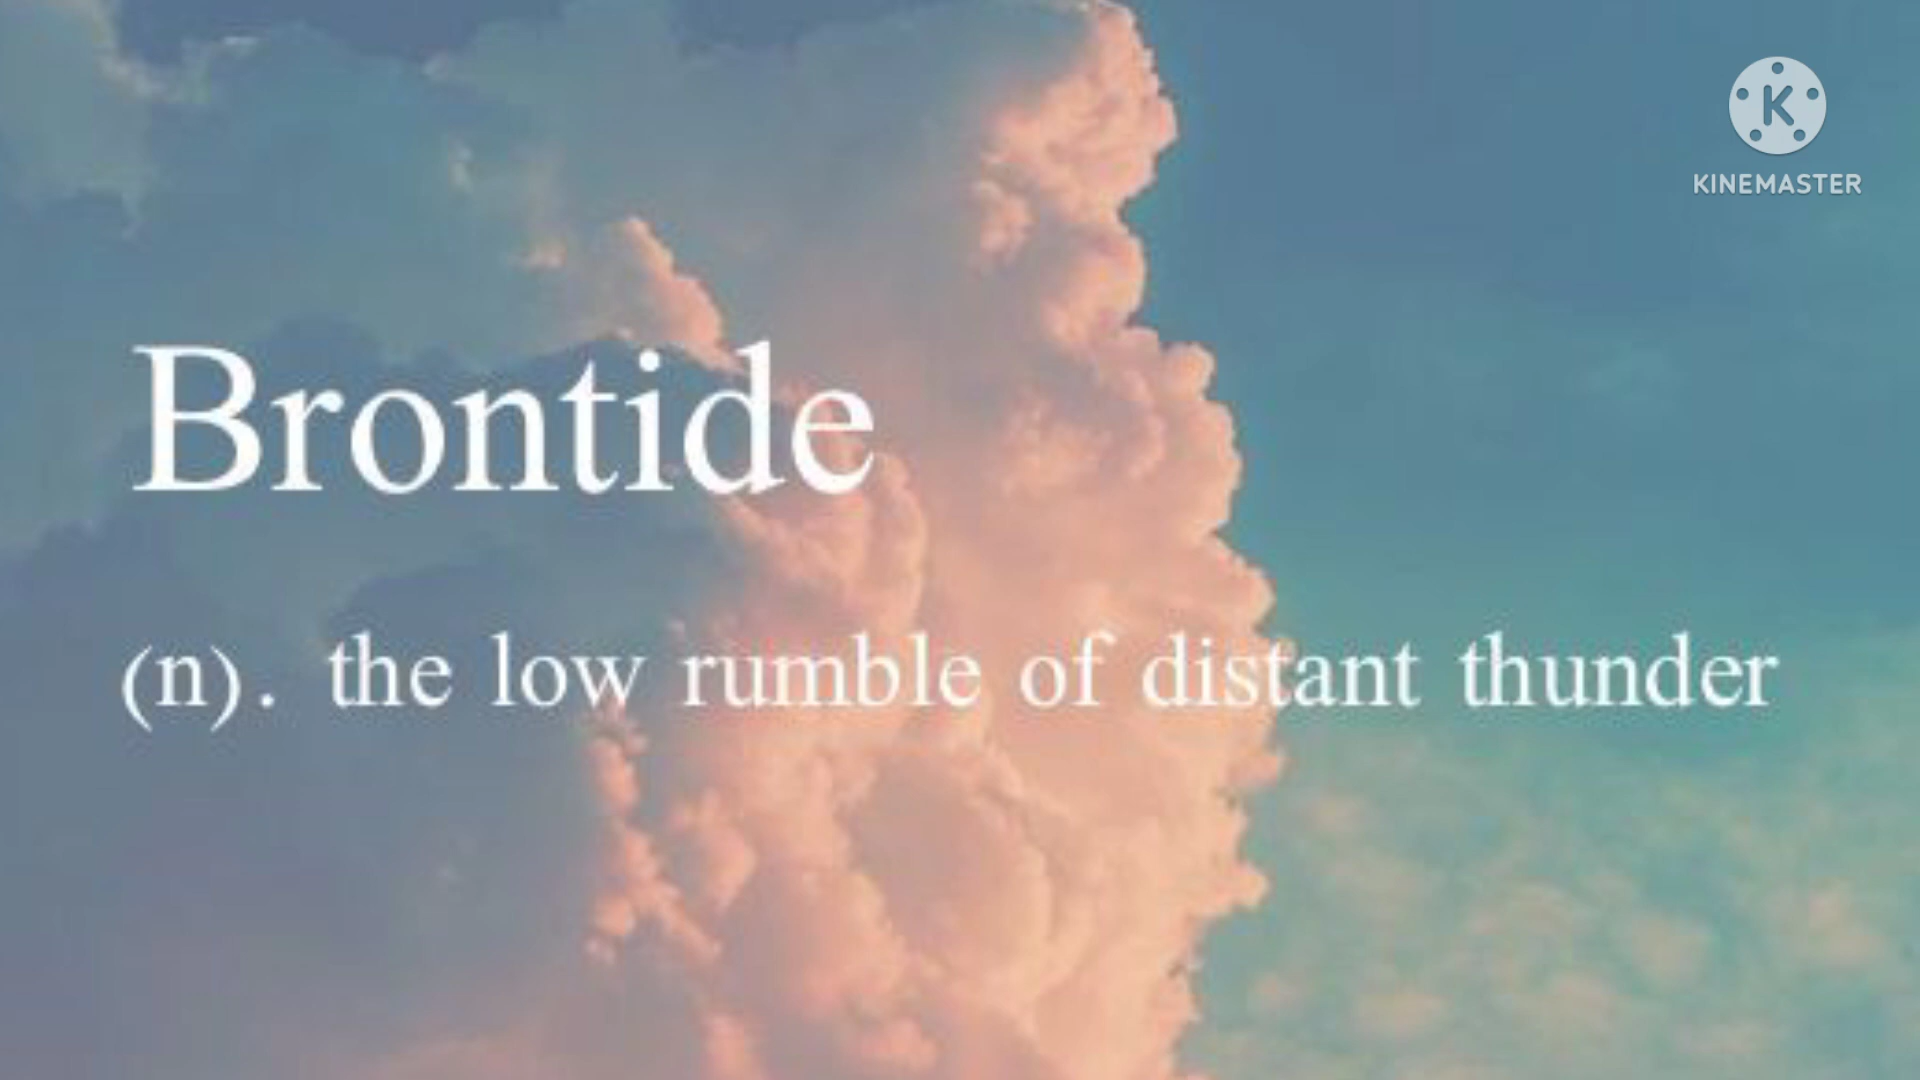 K
KINEMASTER
Brontide
(n). the low rumble of distant thunder